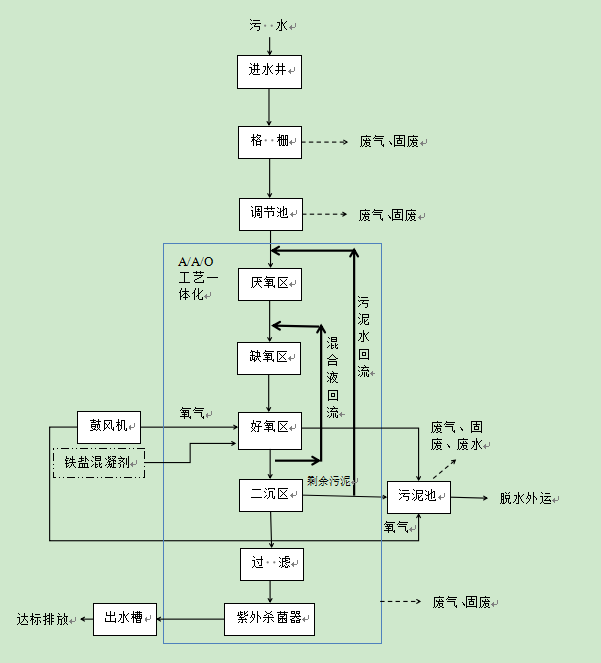 污 水
进水井
格 栅
废气、固废
调节池
废气、固废
A/A/O
工艺一
体化
厌氧区
污泥水回流
混合液回流
缺氧区
鼓风机
氧气
好氧区
废气、固
废、废水
铁盐混凝剂
二沉区
剩余污泥
污泥池
脱水外运
氧气
过 滤
废气、固废
达标排放
出水槽
紫外杀菌器